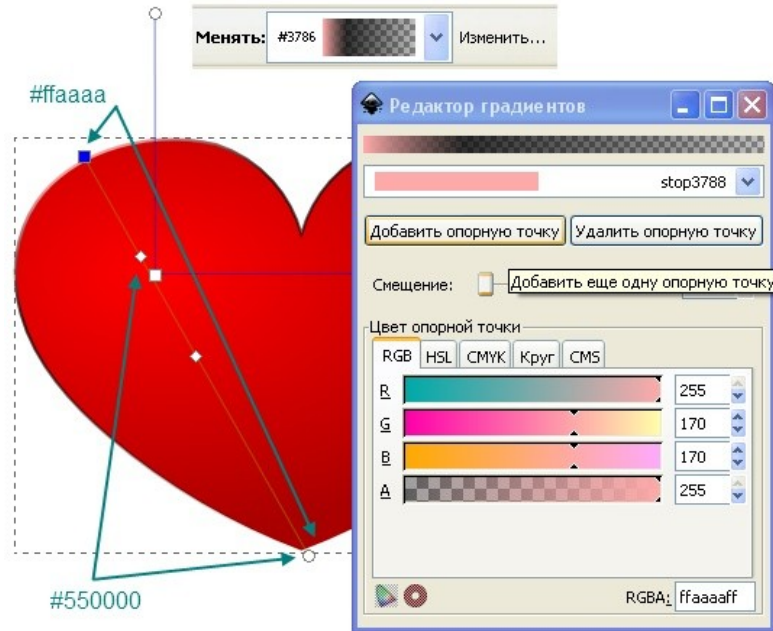 Менять: #3786 Изменить...
#ffaaaa
Редактор градиентов
stop3788
Добавить опорную точку Удалить опорную точку
Смещение:
Добавить еще одну опорную точку
Цвет опорной точки
RGB HSL CMYK Круг CMS
R 255
G 170
B 170
A 255
#550000
RGBA: ffaaaaff